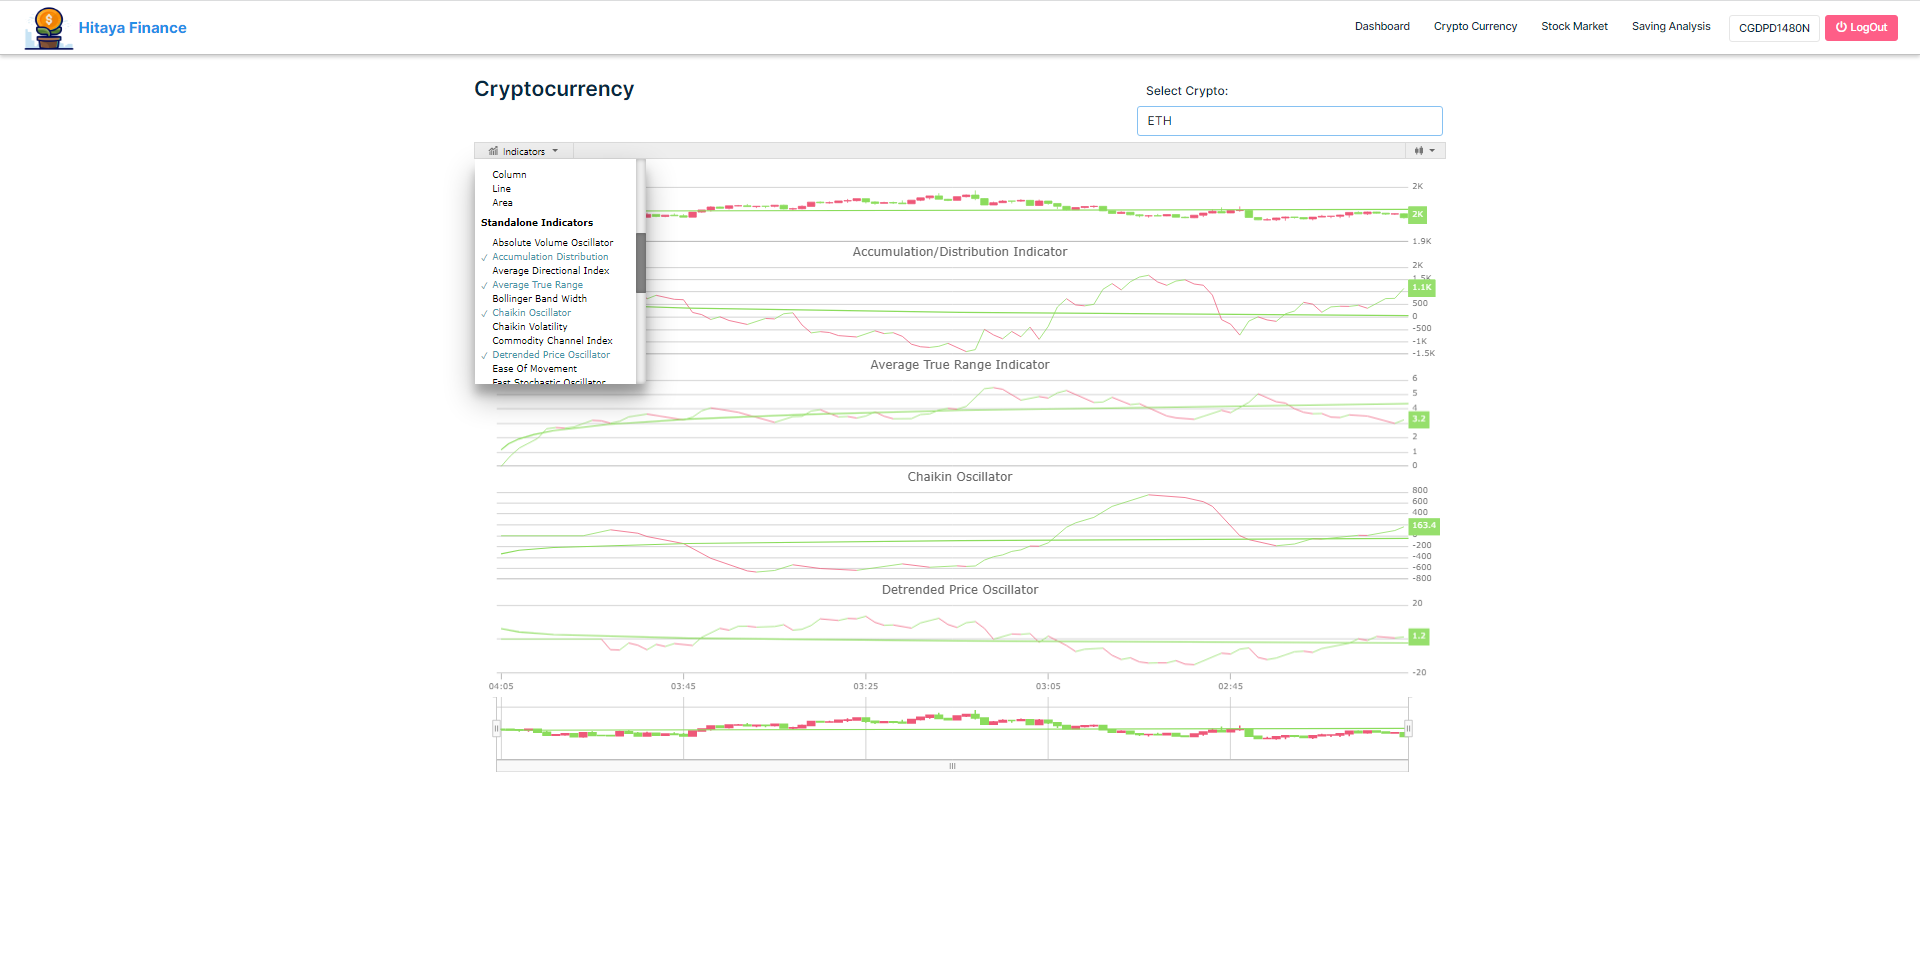 Hitaya Finance
Dashboard Crypto Currency Stock Market Saving Analysis CGDPD1480N LogOut
Cryptocurrency
Select Crypto:
ETH
Indicators
Column
Line
Area
Standalone Indicators
Absolute Volume Oscillator
✓ Accumulation Distribution
Average Directional Index
✓ Average True Range
Bollinger Band Width
✓ Chaikin Oscillator
Chaikin Volatility
Commodity Channel Index
✓ Detrended Price Oscillator
Ease Of Movement
Fast Stochastic Oscillator
2K
2K
1.9K
Accumulation/Distribution Indicator
2K
1.5K
1.1K
500
0
-500
-1K
-1.5K
Average True Range Indicator
6
5
4
3.2
2
1
0
Chaikin Oscillator
800
600
400
163.4
-200
-400
-600
-800
Detrended Price Oscillator
20
1.2
-20
04:05 03:45 03:25 03:05 02:45